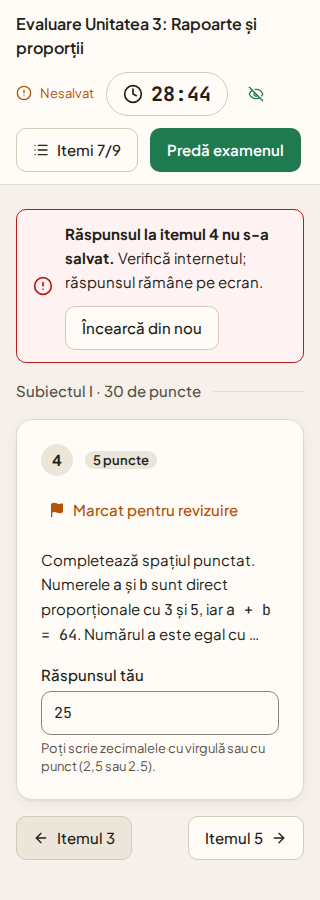 Evaluare Unitatea 3: Rapoarte și
proporții
Nesalvat
28:44
Itemi 7/9
Predă examenul
Răspunsul la itemul 4 nu s-a
salvat. Verifică internetul;
răspunsul rămâne pe ecran.
Încearcă din nou
Subiectul I · 30 de puncte
4
5 puncte
Marcat pentru revizuire
Completează spațiul punctat.
Numerele a și b sunt direct
proporționale cu 3 și 5, iar a + b
= 64. Numărul a este egal cu …
Răspunsul tău
25
Poți scrie zecimalele cu virgulă sau cu
punct (2,5 sau 2.5).
Itemul 3
Itemul 5